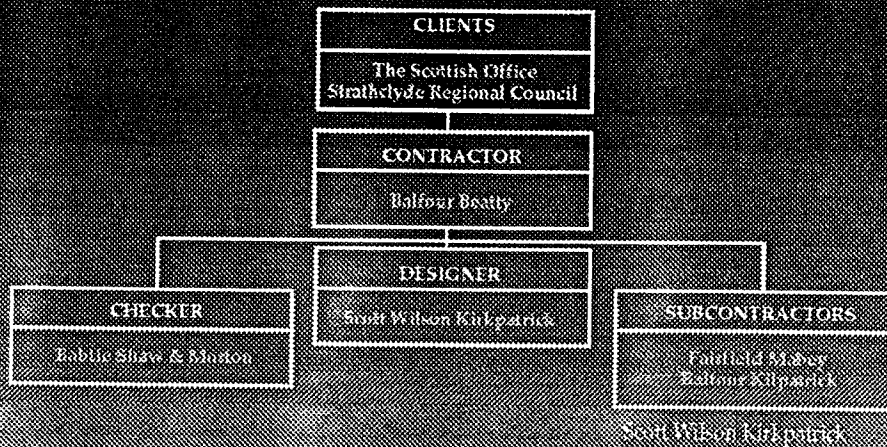 CLIENTS
The Scottish Office
Strathclyde Regional Council
CONTRACTOR
Balfour Beatty
DESIGNER
Scott Wilson Kirkpatrick
CHECKER
Babtie Shaw & Morton
SUBCONTRACTORS
Fairfield Mabey
Balfour Kilpatrick
Scott Wilson Kirkpatrick